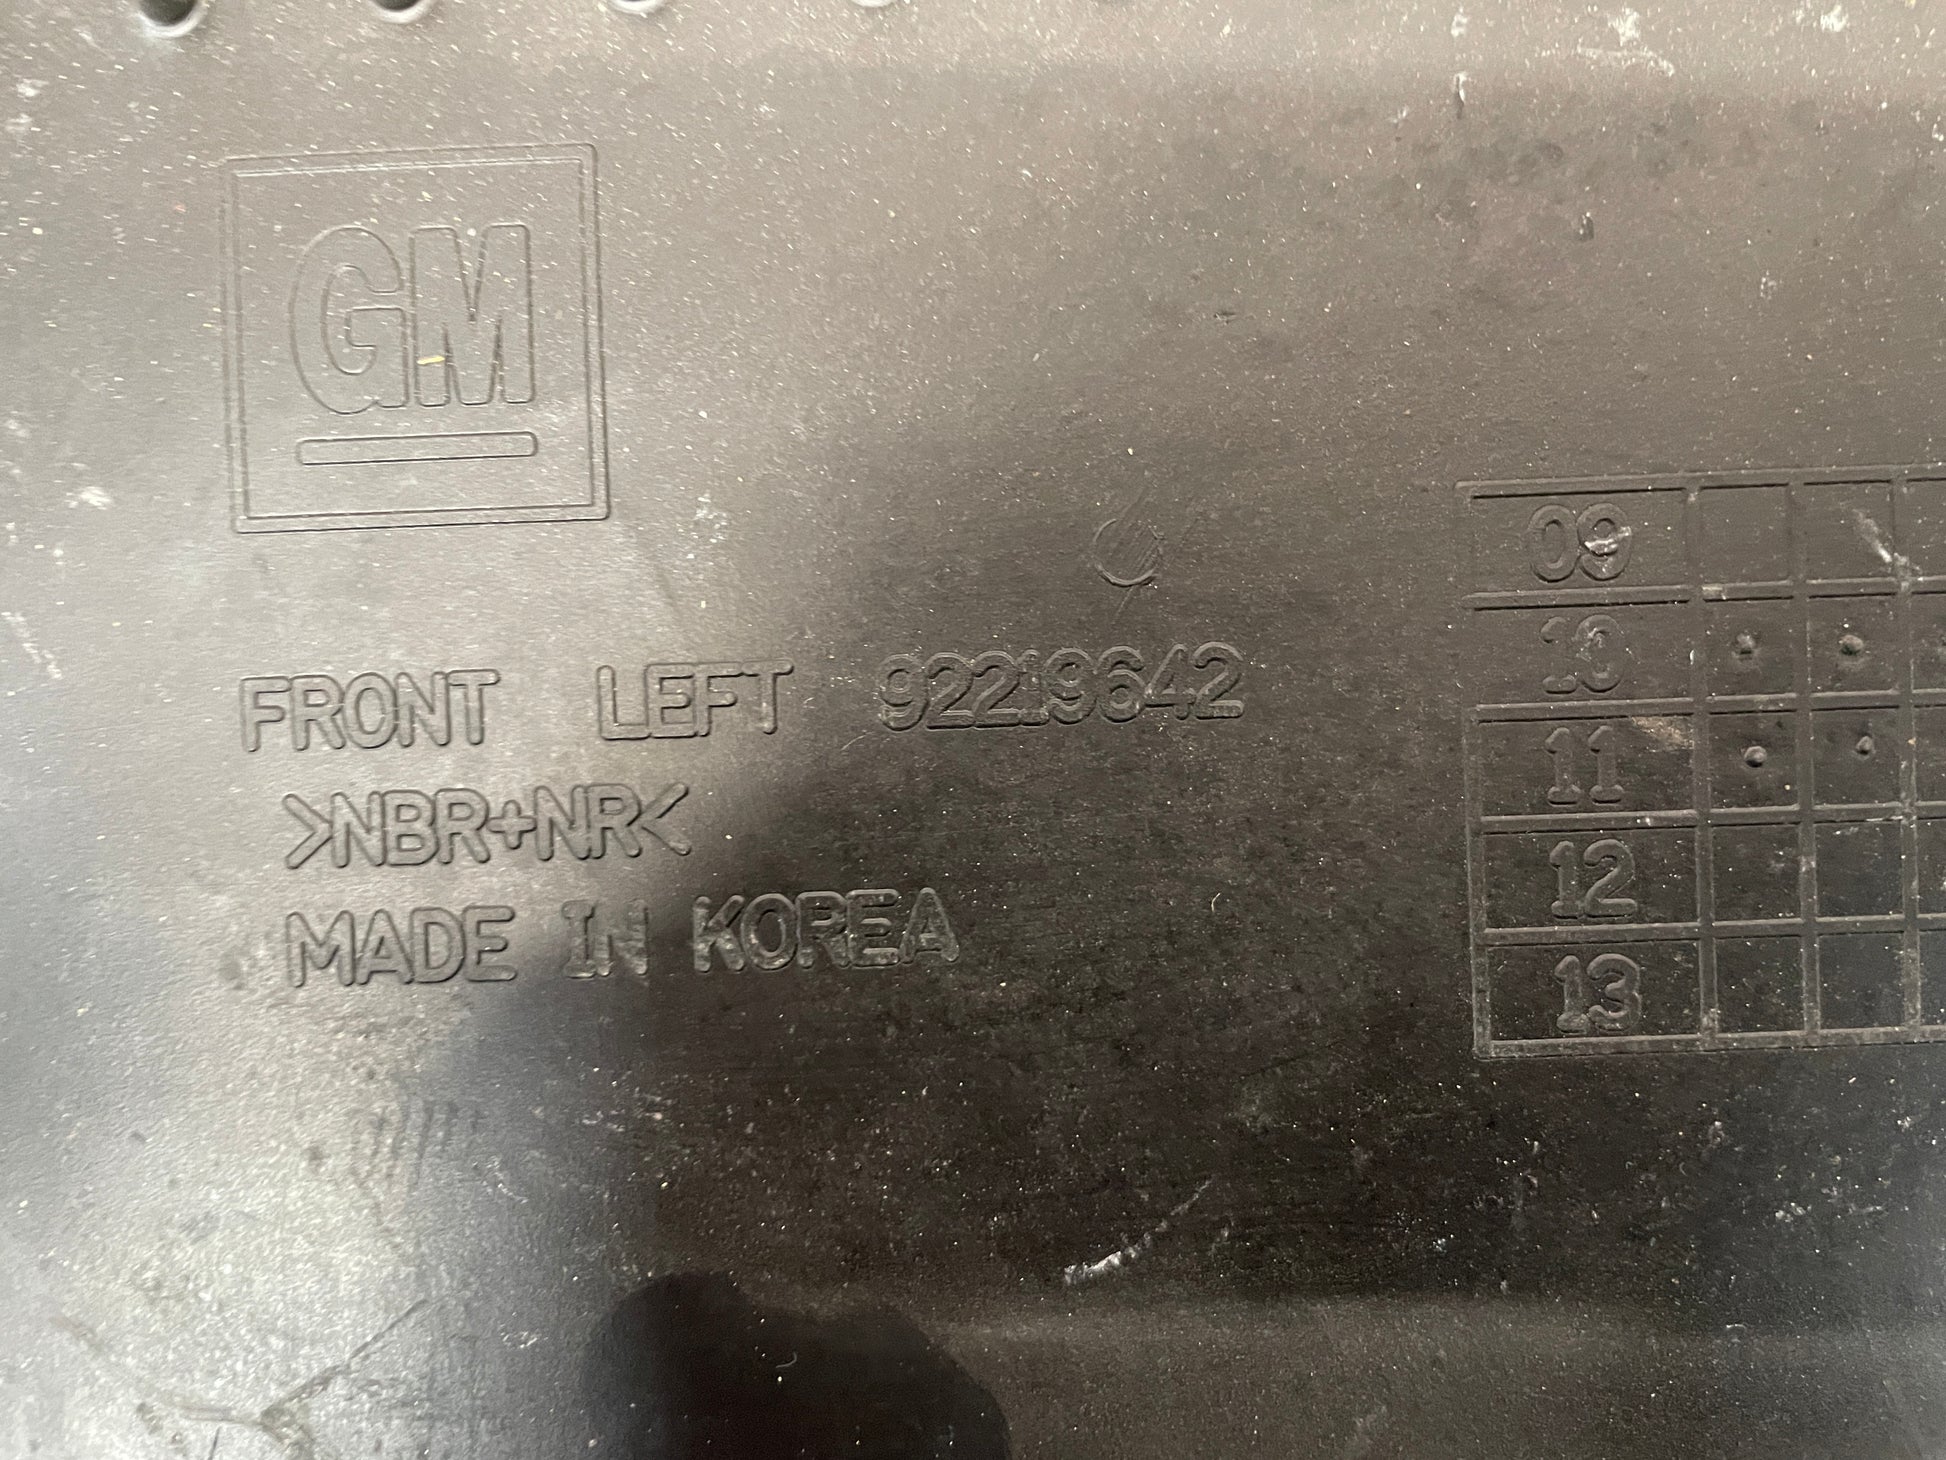 GM
FRONT LEFT 92219642
>NBR+NR<
MADE IN KOREA
09
10
11
12
13